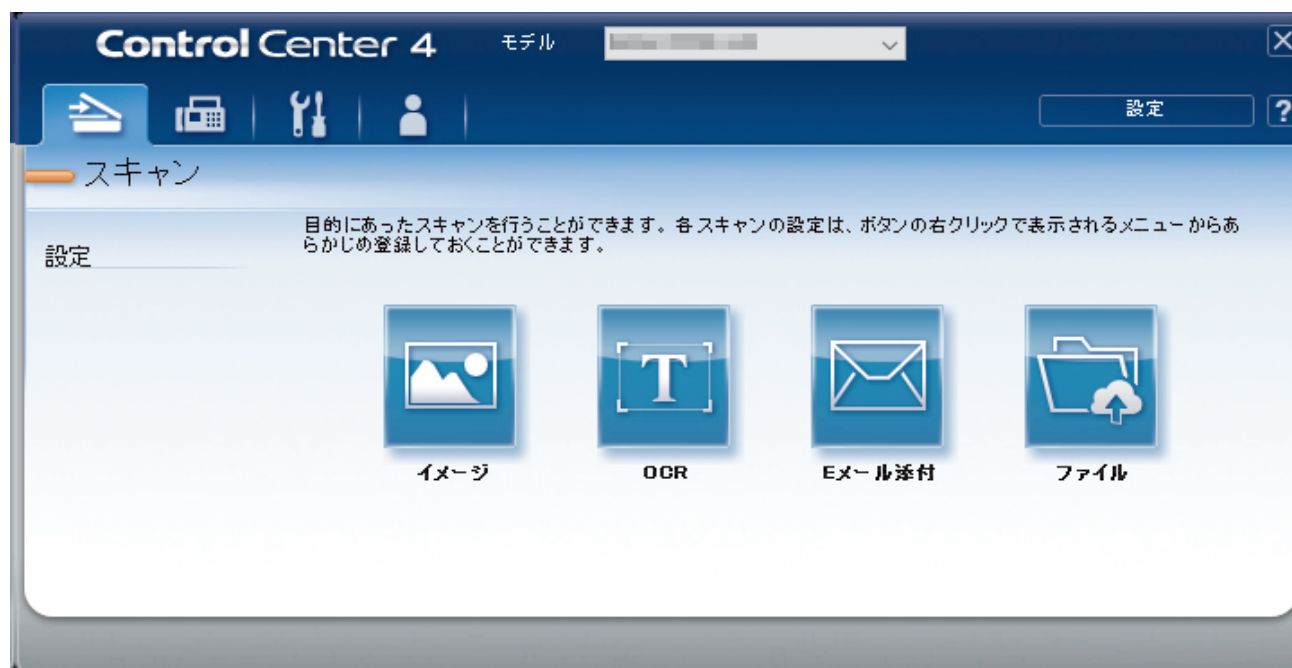 Control Center 4
モデル
設定
?
スキャン
設定
目的にあったスキャンを行うことができます。各スキャンの設定は、ボタンの右クリックで表示されるメニューからあ
らかじめ登録しておくことができます。
T
イメージ
OCR
Eメール添付
ファイル